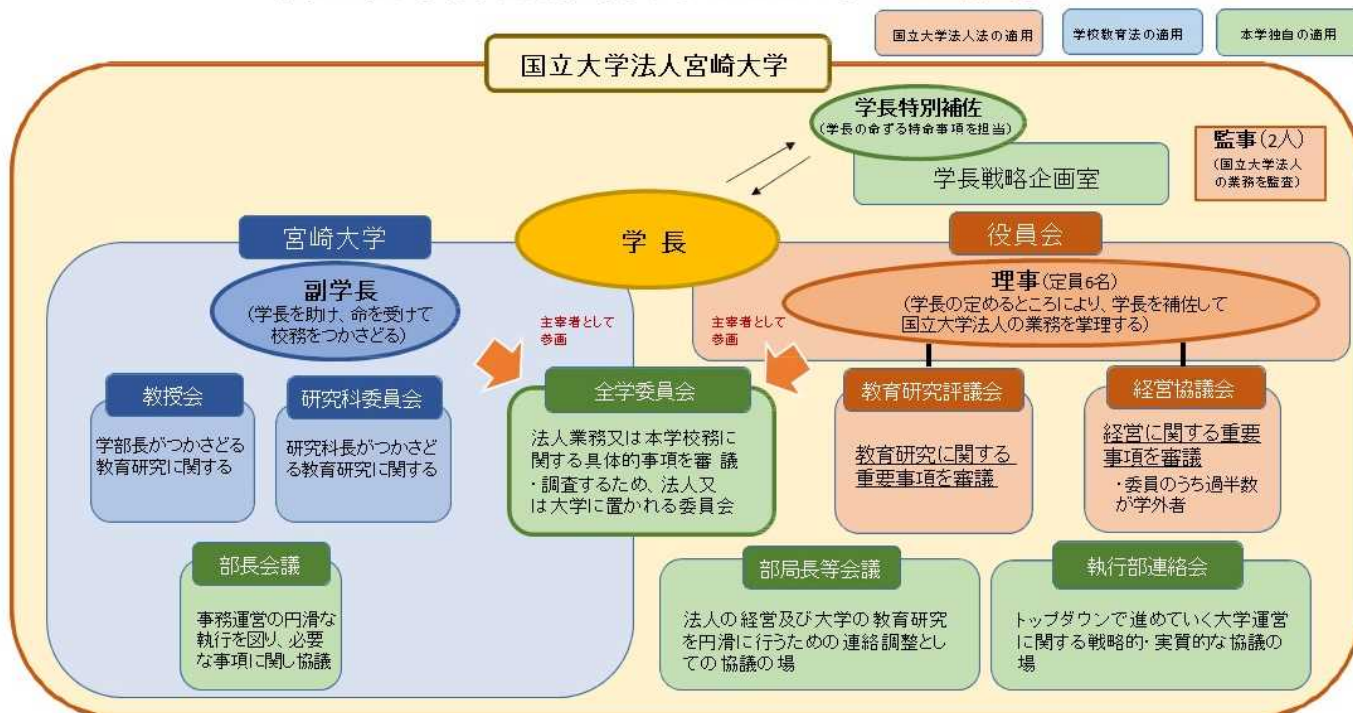 国立大学法人法の適用
学校教育法の適用
本学独自の適用
国立大学法人宮崎大学
学長特別補佐
(学長の命ずる特命事項を担当)
学長戦略企画室
監事(2人)
(国立大学法人
の業務を監査)
学 長
宮崎大学
副学長
(学長を助け、命を受けて
校務をつかさどる)
役員会
理事(定員6名)
(学長の定めるところにより、学長を補佐して
国立大学法人の業務を掌理する)
主宰者として
参画
主宰者として
参画
教授会
学部長がつかさどる
教育研究に関する
研究科委員会
研究科長がつかさど
る教育研究に関する
全学委員会
法人業務又は本学校務に
関する具体的事項を審 議
・調査するため、法人又
は大学に置かれる委員会
教育研究評議会
教育研究に関する
重要事項を審議
経営協議会
経営に関する重要
事項を審議
・委員のうち過半数
が学外者
部長会議
事務運営の円滑な
執行を図り、必要
な事項に関し協議
部局長等会議
法人の経営及び大学の教育研究
を円滑に行うための連絡調整とし
ての協議の場
執行部連絡会
トップダウンで進めていく大学運営
に関する戦略的・実質的な協議の
場